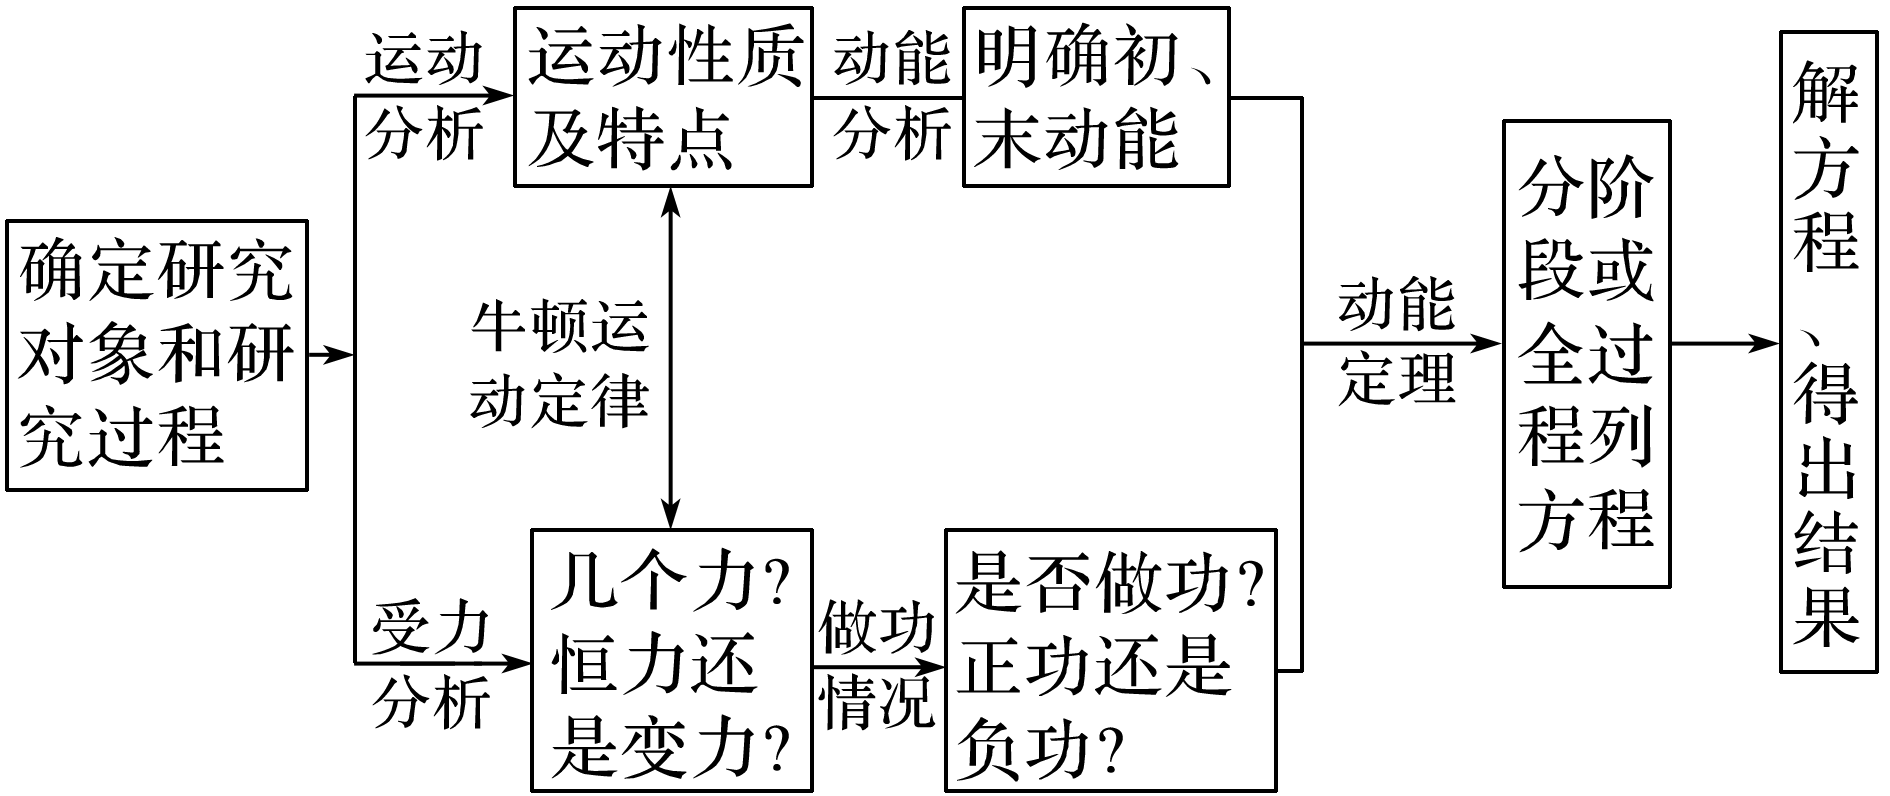 确定研究
对象和研
究过程
运动
分析
运动性质
及特点
动能
分析
明确初、
末动能
牛顿运
动定律
受力
分析
几个力?
恒力还
是变力?
做功
情况
是否做功?
正功还是
负功?
动能
定理
分阶
段或
全过
程列
方程
解方程、得出结果